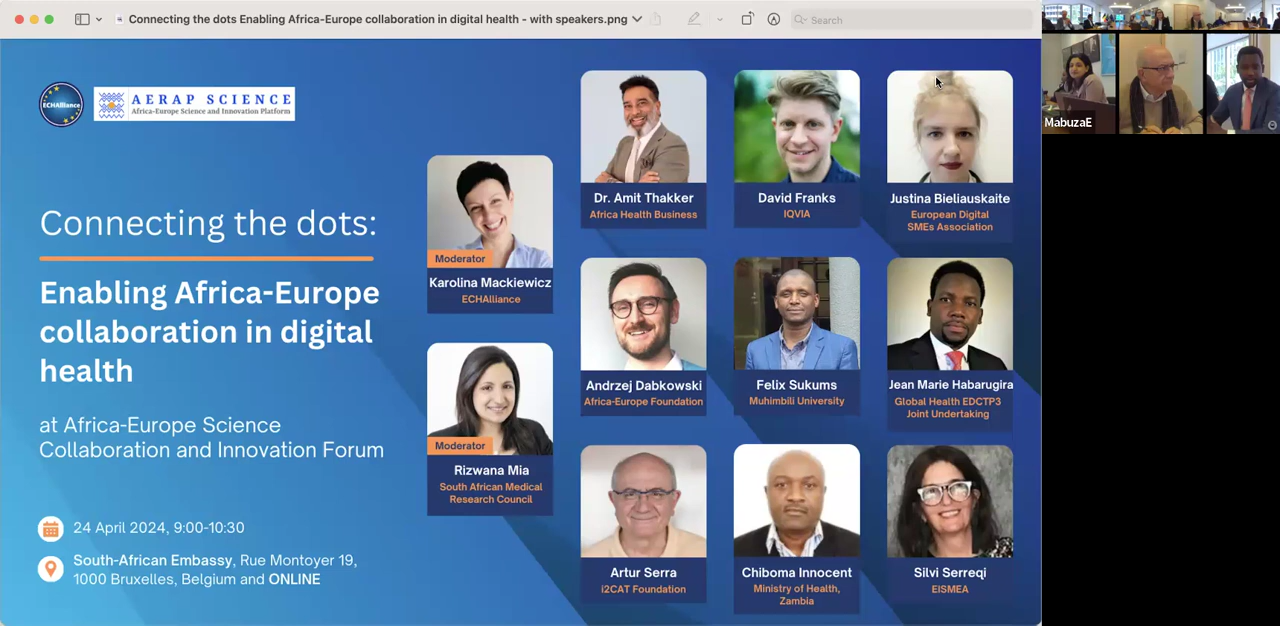 Connecting the dots Enabling Africa-Europe collaboration in digital health - with speakers.png
Search
ECHAlliance
AERAP SCIENCE
Africa-Europe Science and Innovation Platform
Connecting the dots:
Enabling Africa-Europe
collaboration in digital
health
at Africa-Europe Science
Collaboration and Innovation Forum
24 April 2024, 9:00-10:30
South-African Embassy, Rue Montoyer 19,
1000 Bruxelles, Belgium and ONLINE
Moderator
Karolina Mackiewicz
ECHAlliance
Moderator
Rizwana Mia
South African Medical
Research Council
Dr. Amit Thakker
Africa Health Business
David Franks
IQVIA
Justina Bieliauskaite
European Digital
SMEs Association
Andrzej Dabkowski
Africa-Europe Foundation
Felix Sukums
Muhimbili University
Jean Marie Habarugira
Global Health EDCTP3
Joint Undertaking
Artur Serra
i2CAT Foundation
Chiboma Innocent
Ministry of Health,
Zambia
Silvi Serreqi
EISMEA
MabuzaE